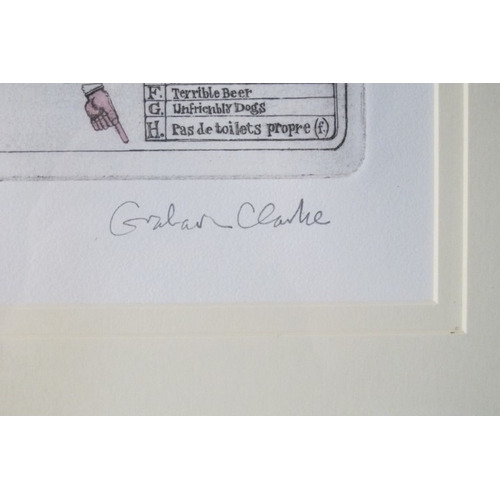 F. Terrible Beer
G. Unfriendly Dogs
H. Pas de toilets propre (f.)
Graham Clarke